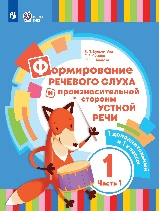 Формирование
РЕЧЕВОГО СЛУХА
и
произносительной
стороны
УСТНОЙ
РЕЧИ
1 дополнительный
и 1 классы
1
Часть 1